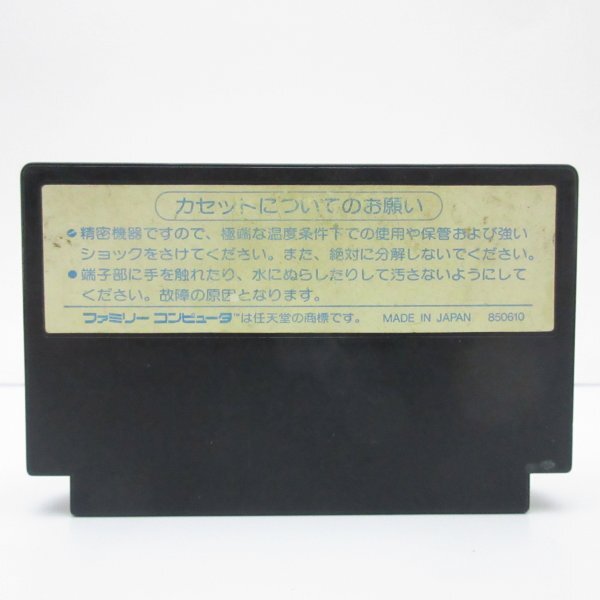 カセットについてのお願い
●精密機器ですので、極端な温度条件下での使用や保管および強い
ショックをさけてください。また、絶対に分解しないでください。
●端子部に手を触れたり、水にぬらしたりして汚さないようにして
ください。故障の原因となります。
ファミリー コンピュータ™は任天堂の商標です。 MADE IN JAPAN 850610